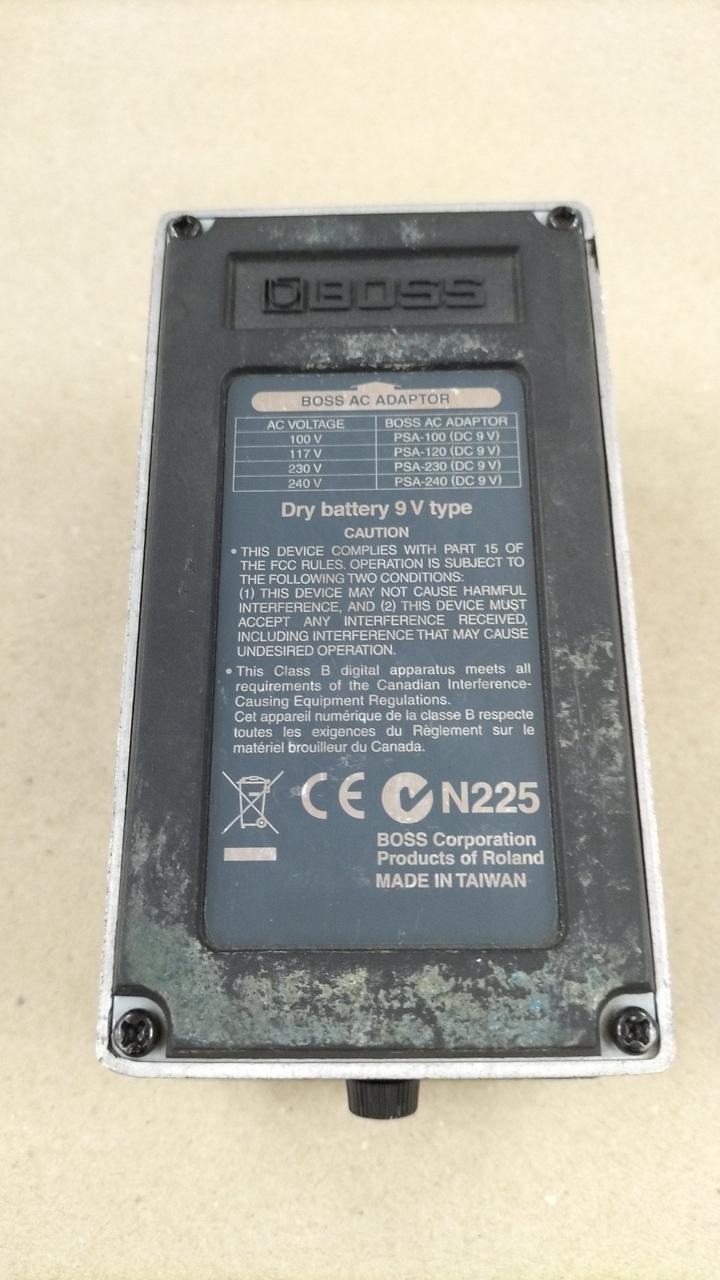 BOSS
BOSS AC ADAPTOR
AC VOLTAGE BOSS AC ADAPTOR
100 V PSA-100 (DC 9 V)
117 V PSA-120 (DC 9 V)
230 V PSA-230 (DC 9 V)
240 V PSA-240 (DC 9 V)
Dry battery 9 V type
CAUTION
• THIS DEVICE COMPLIES WITH PART 15 OF
THE FCC RULES. OPERATION IS SUBJECT TO
THE FOLLOWING TWO CONDITIONS:
(1) THIS DEVICE MAY NOT CAUSE HARMFUL
INTERFERENCE, AND (2) THIS DEVICE MUST
ACCEPT ANY INTERFERENCE RECEIVED,
INCLUDING INTERFERENCE THAT MAY CAUSE
UNDESIRED OPERATION.
• This Class B digital apparatus meets all
requirements of the Canadian Interference-
Causing Equipment Regulations.
Cet appareil numérique de la classe B respecte
toutes les exigences du Règlement sur le
matériel brouilleur du Canada.
CE N225
BOSS Corporation
Products of Roland
MADE IN TAIWAN